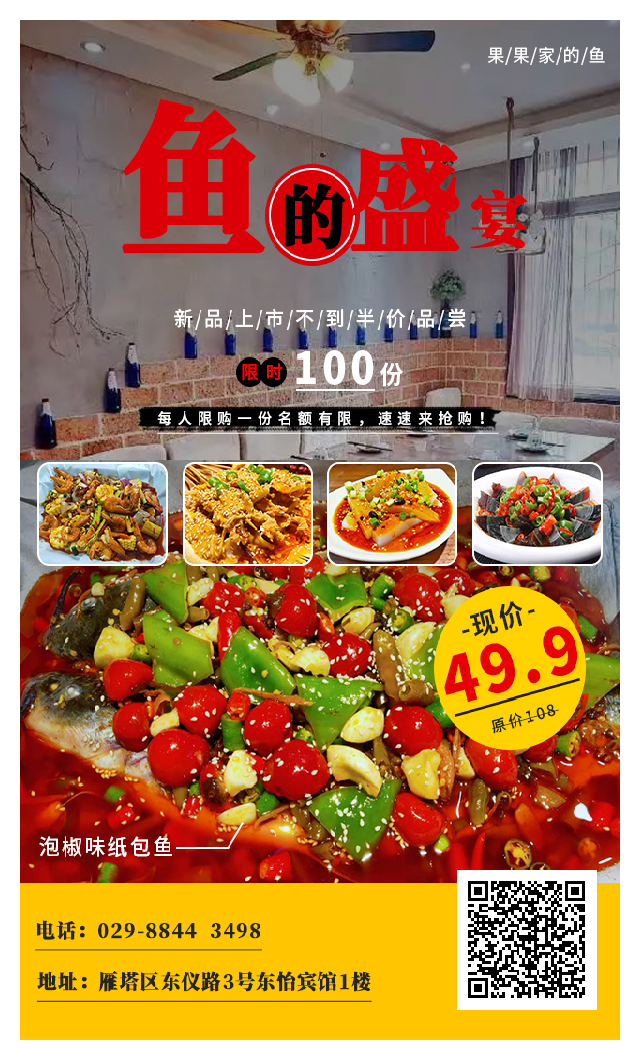 果/果/家/的/鱼
鱼的盛宴
新/品/上/市/不/到/半/价/品/尝
限时100份
每人限购一份名额有限，速速来抢购！
-现价-
49.9
原价108
泡椒味纸包鱼
电话：029-8844 3498
地址：雁塔区东仪路3号东怡宾馆1楼